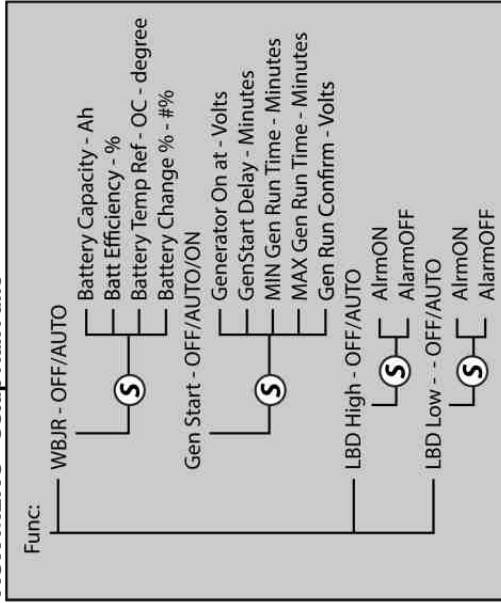 Func:
WBJR - OFF/AUTO
Battery Capacity - Ah
Batt Efficiency - %
Battery Temp Ref - OC - degree
Battery Change % - #%
S
Gen Start - OFF/AUTO/ON
Generator On at - Volts
GenStart Delay - Minutes
MIN Gen Run Time - Minutes
MAX Gen Run Time - Minutes
Gen Run Confirm - Volts
S
LBD High - OFF/AUTO
AlrmON
AlarmOFF
S
LBD Low - - OFF/AUTO
AlrmON
AlarmOFF
S